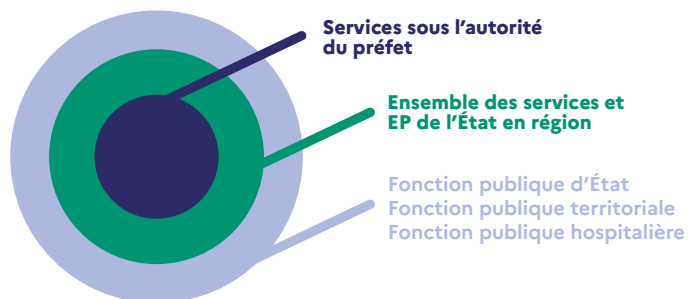 Services sous l’autorité
du préfet
Ensemble des services et
EP de l’État en région
Fonction publique d’État
Fonction publique territoriale
Fonction publique hospitalière